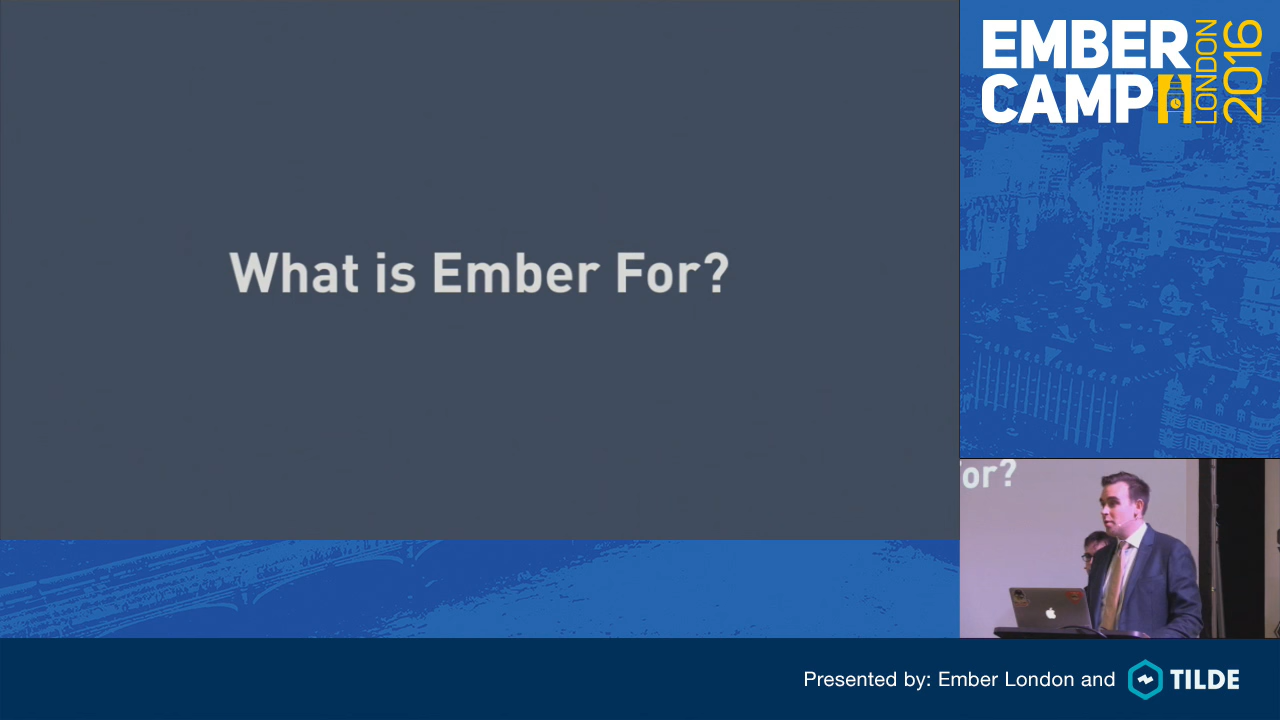 What is Ember For?
EMBER
CAMP
LONDON
2016
or?
Presented by: Ember London and
TILDE